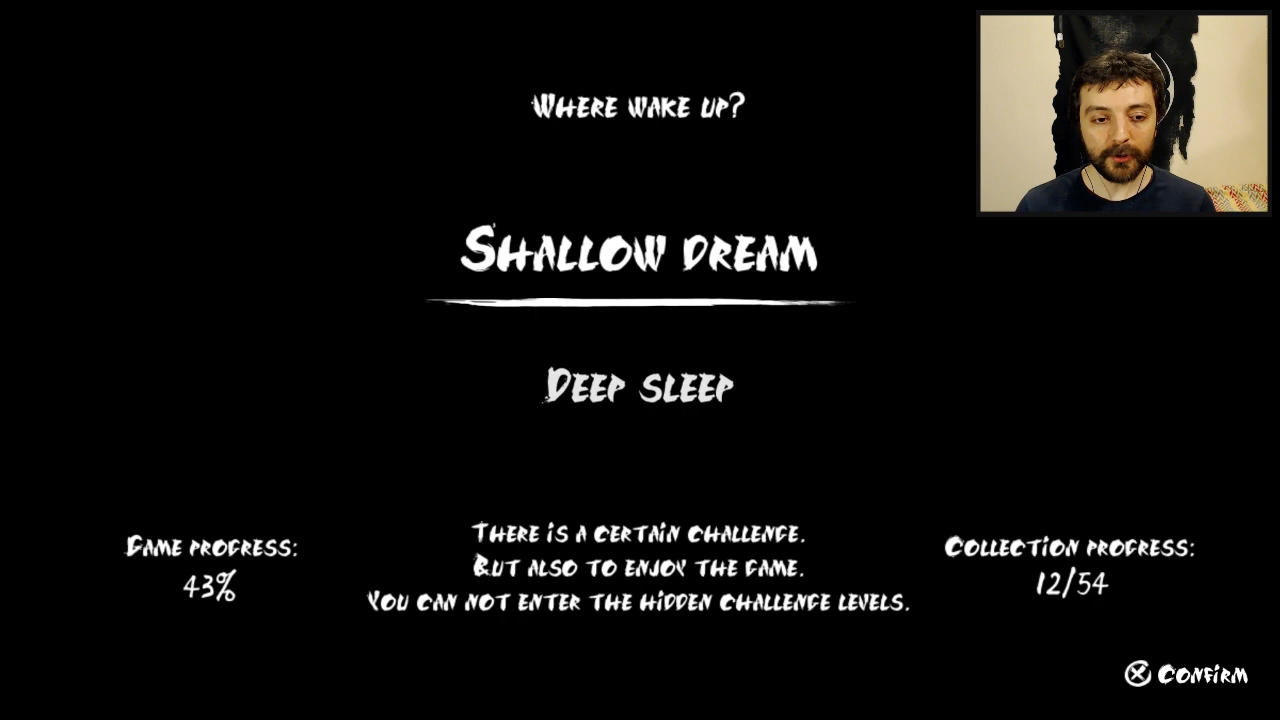 Where wake up?
Shallow dream
Deep sleep
Game progress:
43%
There is a certain challenge.
But also to enjoy the game.
You can not enter the hidden challenge levels.
Collection progress:
12/54
Confirm